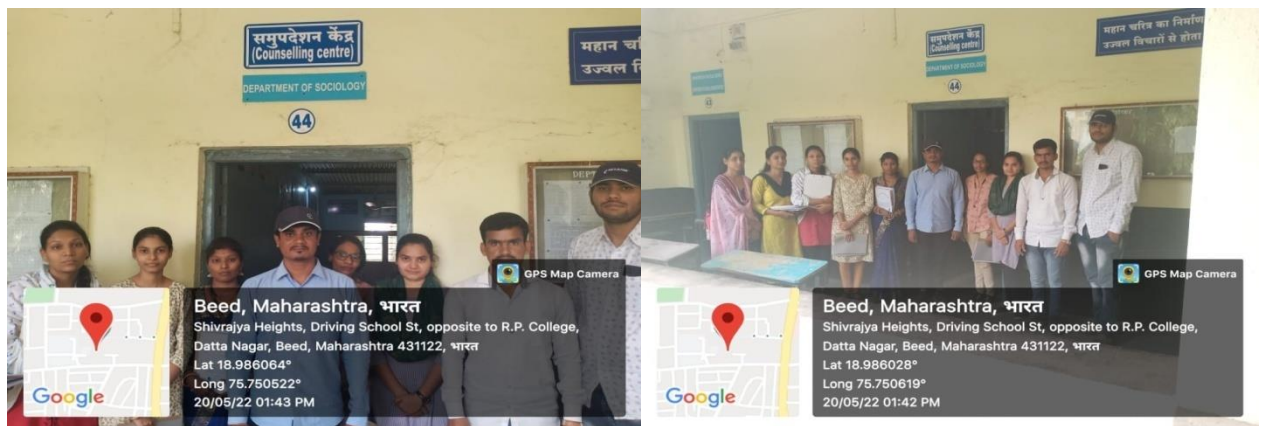 समुपदेशन केंद्र
(Counselling centre)
DEPARTMENT OF SOCIOLOGY
44
महान
उज्वल
GPS Map Camera
Beed, Maharashtra, भारत
Shivrajya Heights, Driving School St, opposite to R.P. College,
Datta Nagar, Beed, Maharashtra 431122, भारत
Lat 18.986064°
Long 75.750522°
20/05/22 01:43 PM
Google
समुपदेशन केंद्र
(Counselling centre)
DEPARTMENT OF SOCIOLOGY
44
43
महान चरित्र का निर्माण
उज्वल विचारों से होता
GPS Map Camera
Beed, Maharashtra, भारत
Shivrajya Heights, Driving School St, opposite to R.P. College,
Datta Nagar, Beed, Maharashtra 431122, भारत
Lat 18.986028°
Long 75.750619°
20/05/22 01:42 PM
Google